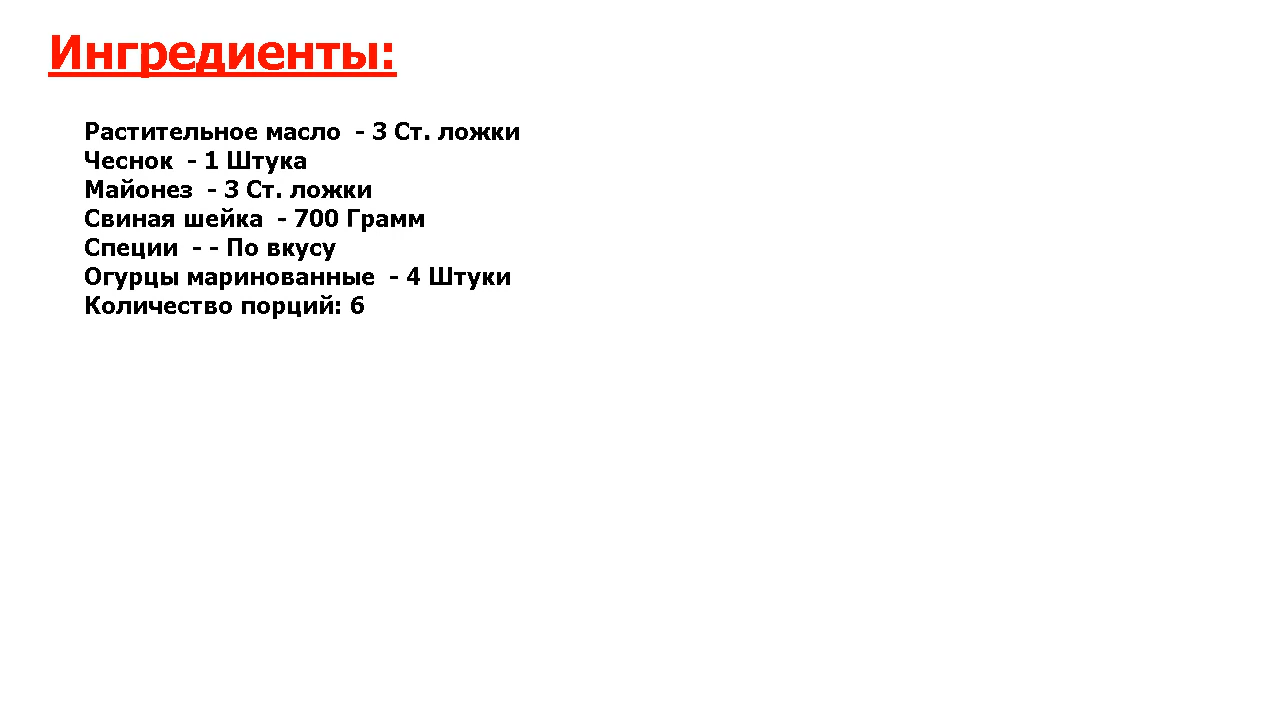 Ингредиенты:
Растительное масло  - 3 Ст. ложки
Чеснок  - 1 Штука
Майонез  - 3 Ст. ложки
Свиная шейка  - 700 Грамм
Специи  - - По вкусу
Огурцы маринованные  - 4 Штуки
Количество порций: 6